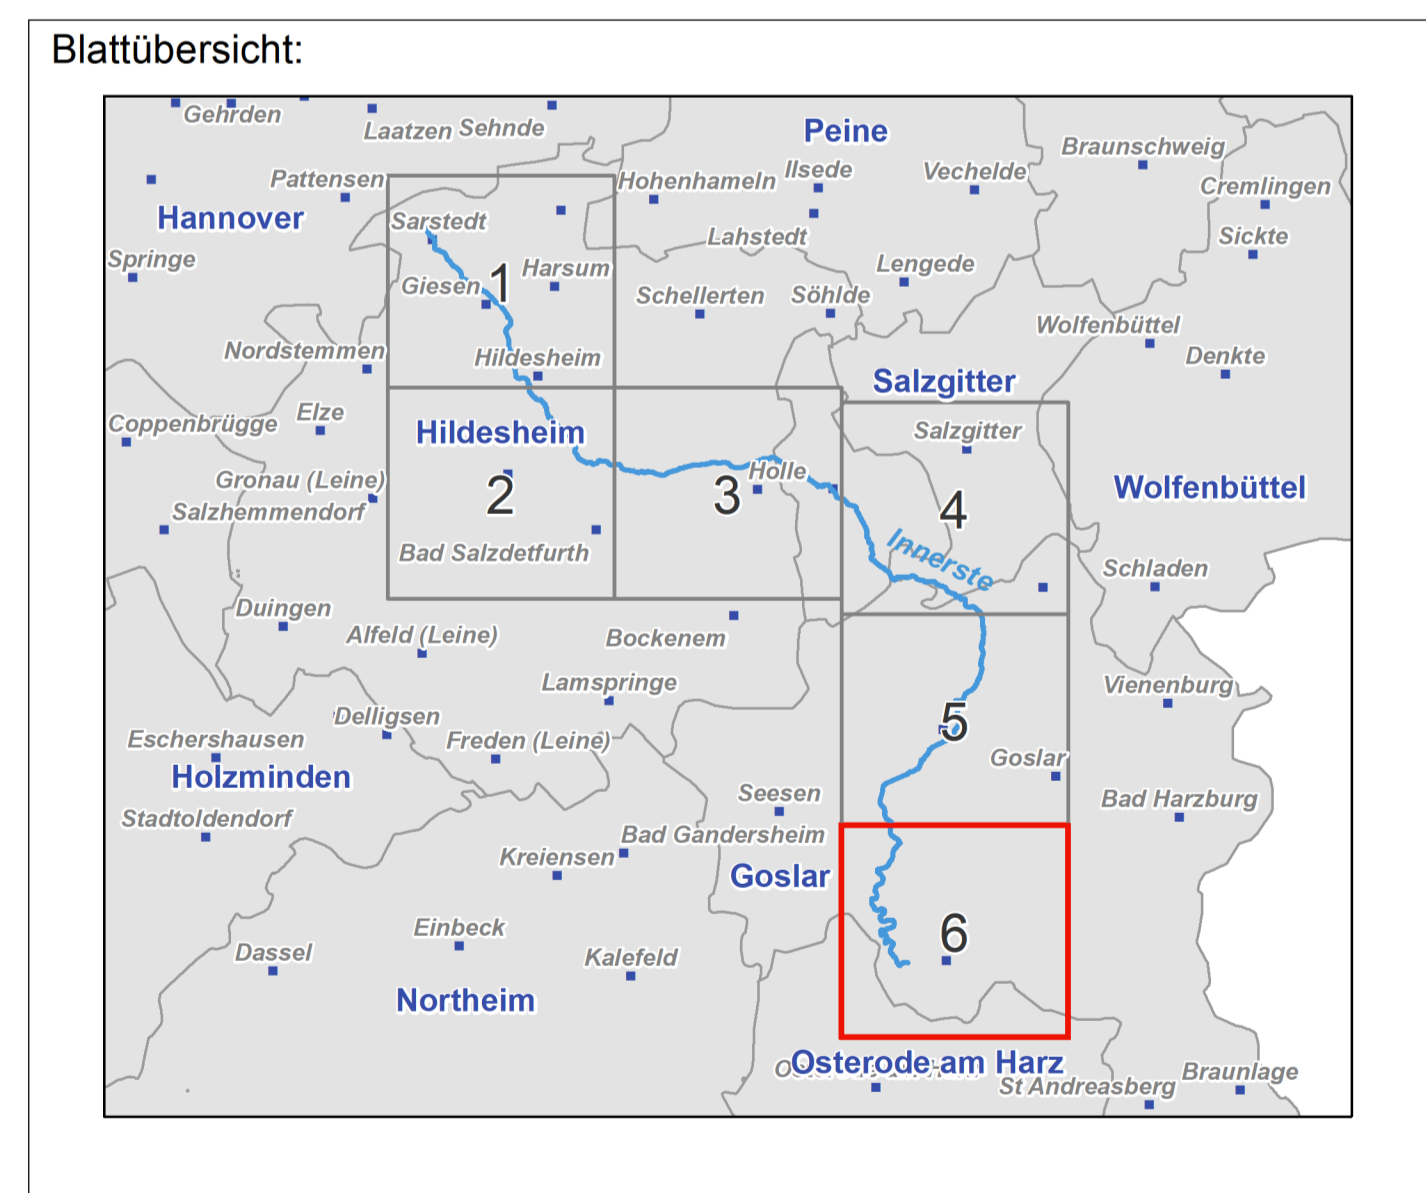 Blattübersicht:
Gehrden
Laatzen
Sehnde
Peine
Braunschweig
Pattensen
Hohenhameln
Ilsede
Vechelde
Cremlingen
Hannover
Sarstedt
Lahstedt
Sickte
Springe
Giesen
1
Harsum
Schellerten
Söhlde
Lengede
Wolfenbüttel
Nordstemmen
Hildesheim
Denkte
Salzgitter
Coppenbrügge
Elze
Hildesheim
Salzgitter
Gronau (Leine)
2
Holle
3
4
Wolfenbüttel
Salzhemmendorf
Bad Salzdetfurth
Innerste
Schladen
Duingen
Alfeld (Leine)
Bockenem
Lamspringe
Vienenburg
Delligsen
5
Eschershausen
Freden (Leine)
Goslar
Holzminden
Seesen
Bad Harzburg
Stadtoldendorf
Bad Gandersheim
Kreiensen
Goslar
Einbeck
6
Dassel
Kalefeld
Northeim
Osterode am Harz
St Andreasberg
Braunlage